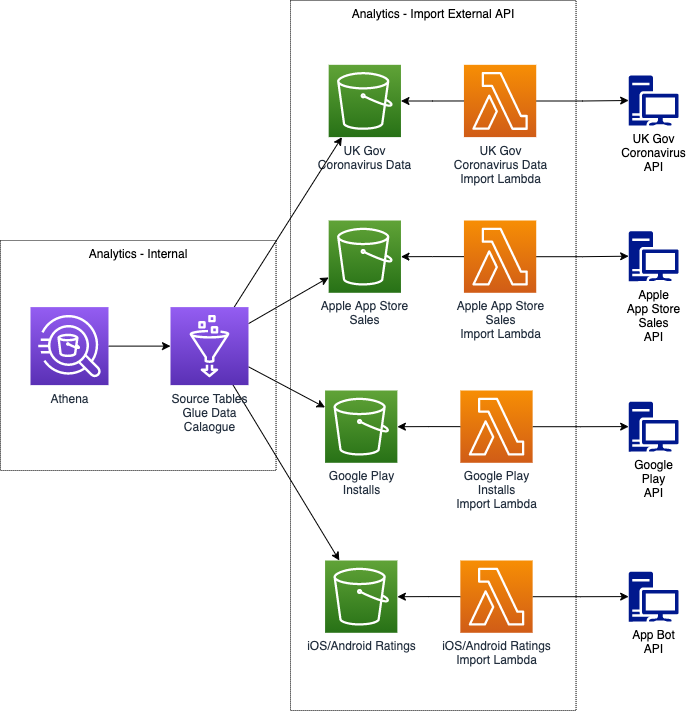 Analytics - Import External API
UK Gov
Coronavirus Data
UK Gov
Coronavirus Data
Import Lambda
UK Gov
Coronavirus
API
Analytics - Internal
Apple App Store
Sales
Apple App Store
Sales
Import Lambda
Apple
App Store
Sales
API
Athena
Source Tables
Glue Data
Calaogue
Google Play
Installs
Google Play
Installs
Import Lambda
Google
Play
API
iOS/Android Ratings
iOS/Android Ratings
Import Lambda
App Bot
API